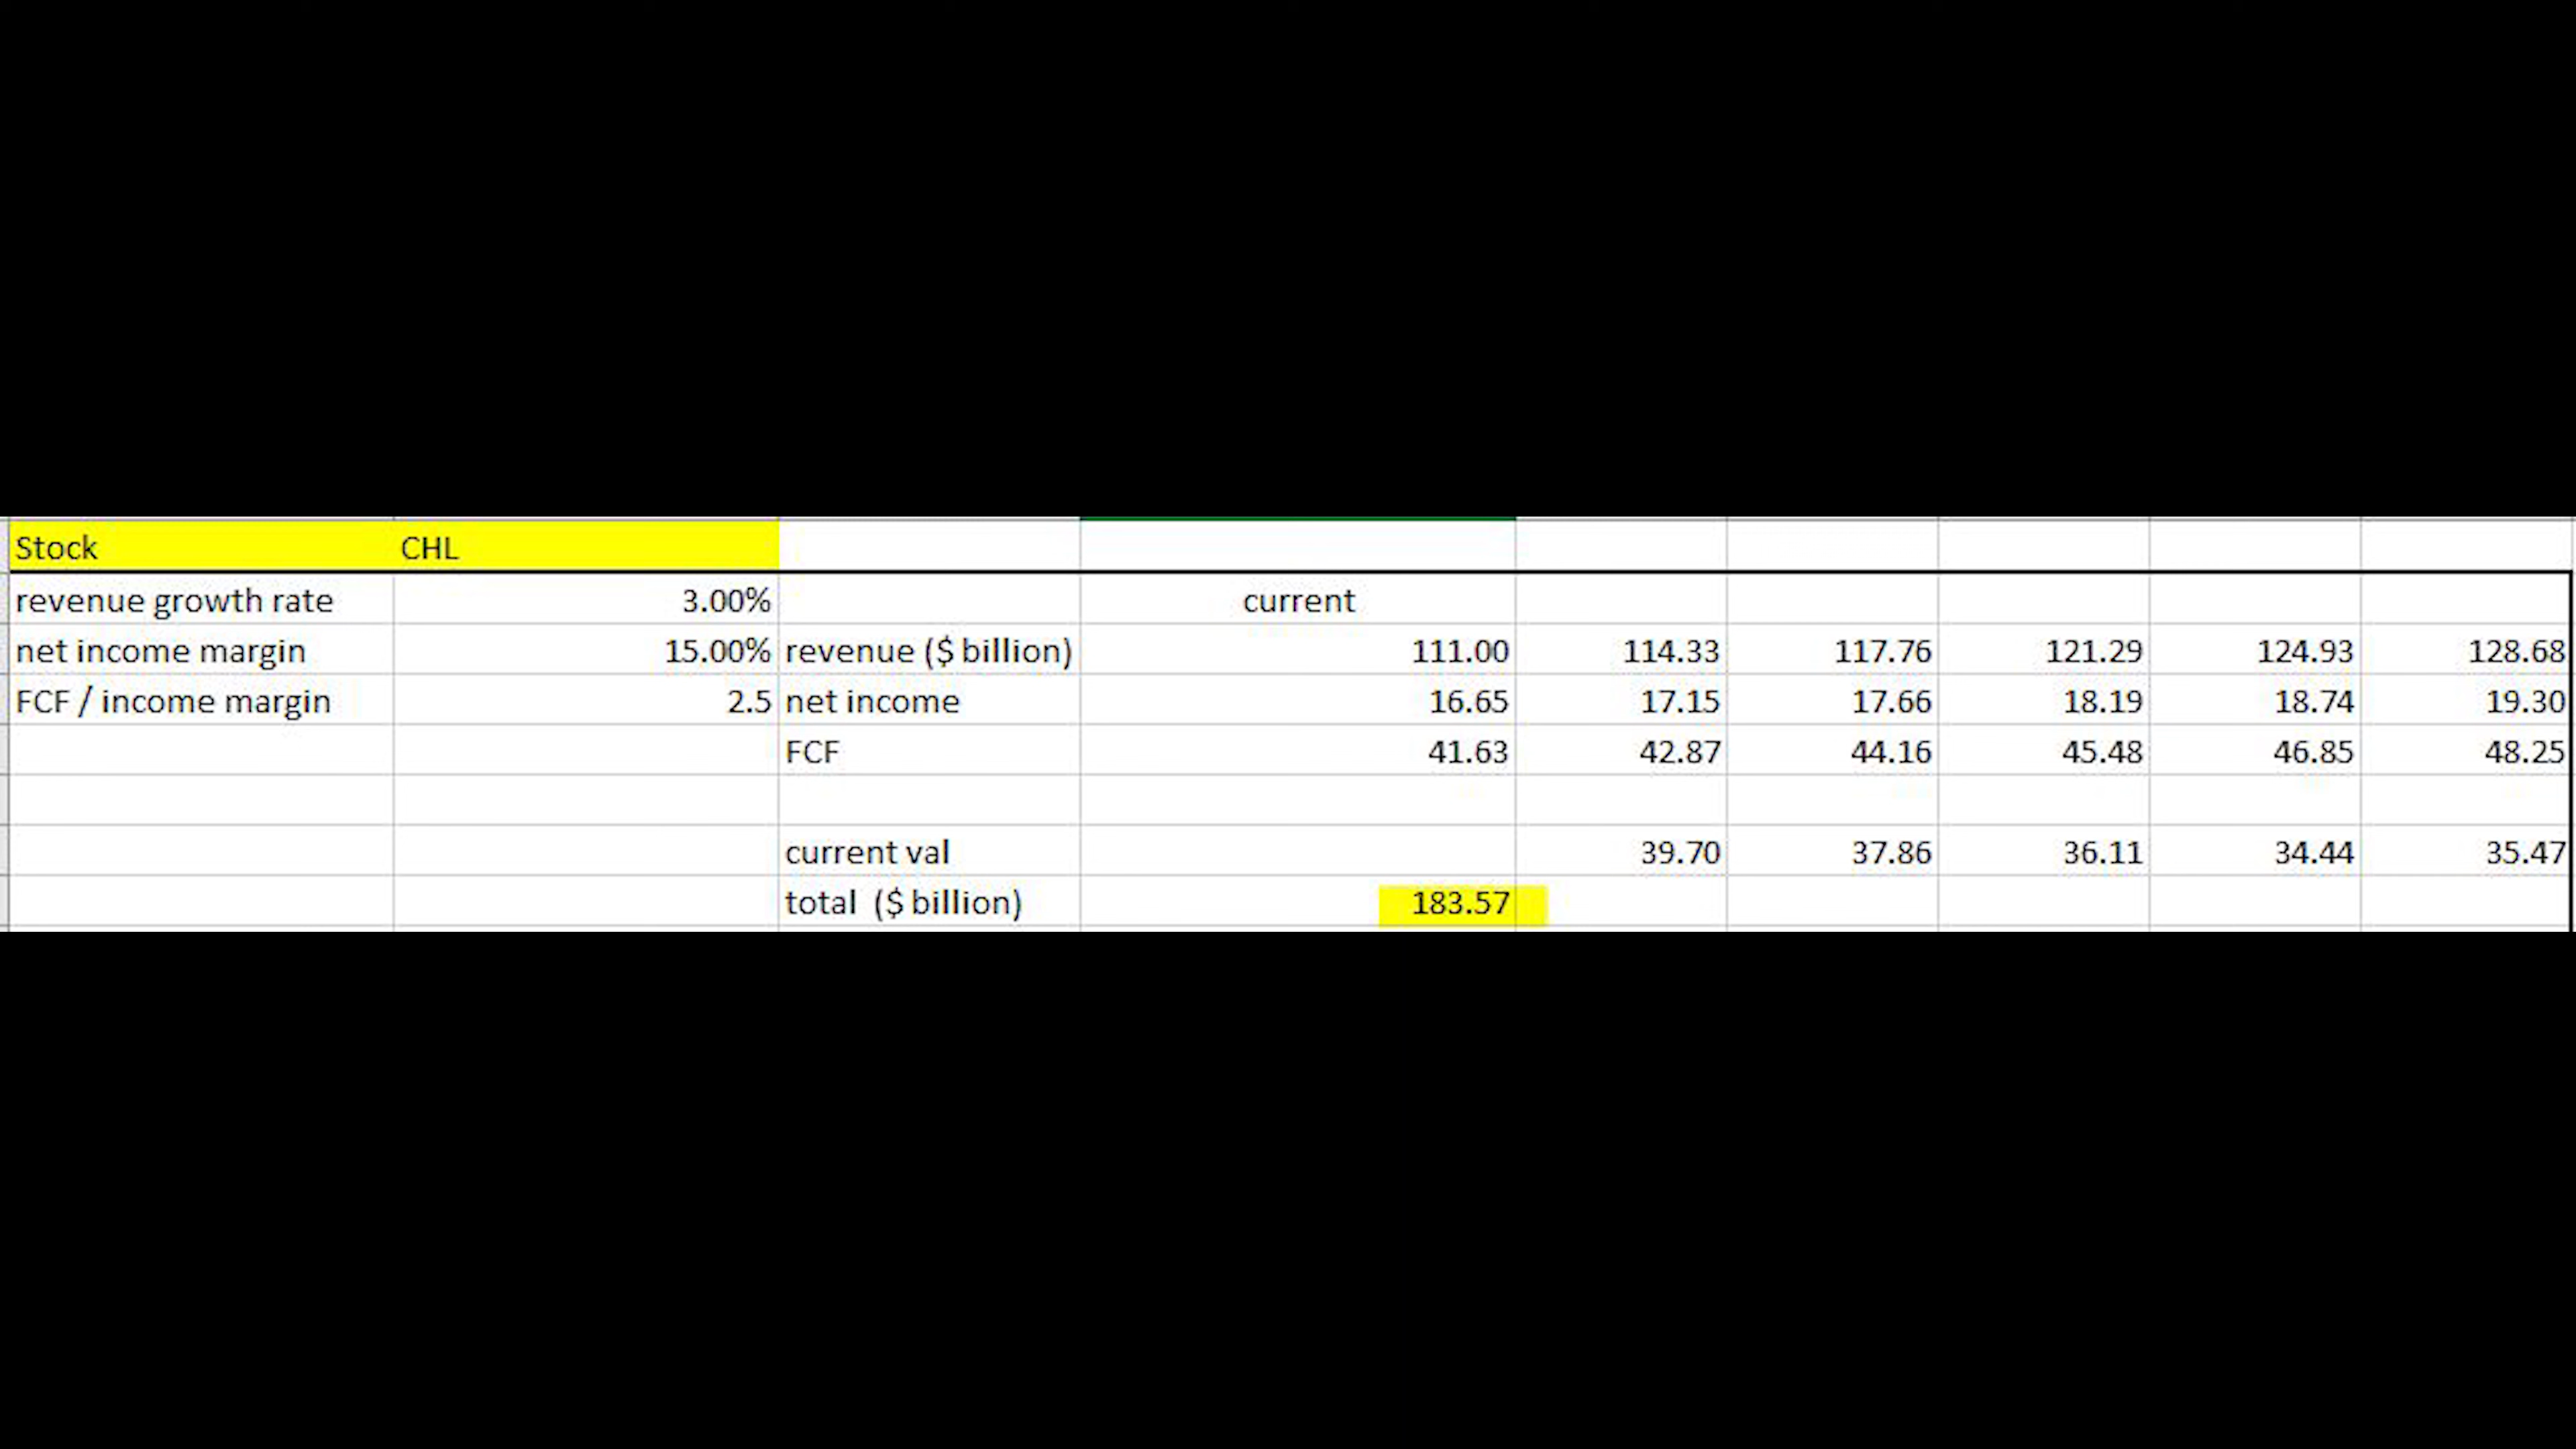 Stock CHL
revenue growth rate 3.00% current
net income margin 15.00% revenue ($ billion) 111.00 114.33 117.76 121.29 124.93 128.68
FCF / income margin 2.5 net income 16.65 17.15 17.66 18.19 18.74 19.30
FCF 41.63 42.87 44.16 45.48 46.85 48.25
current val 39.70 37.86 36.11 34.44 35.47
total ($ billion) 183.57